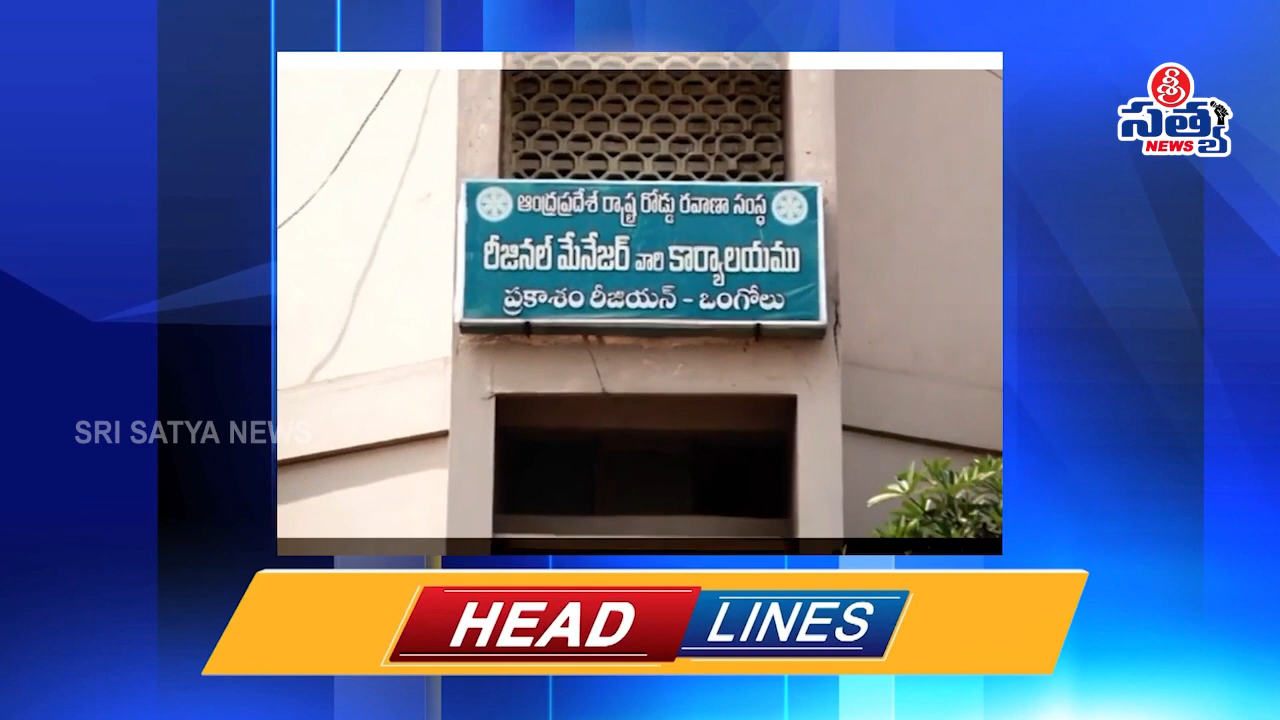 శ్రీ
సత్య
NEWS
ఆంధ్రప్రదేశ్ రాష్ట్ర రోడ్డు రవాణా సంస్థ
రీజినల్ మేనేజర్ వారి కార్యాలయము
ప్రకాశం రీజియన్ - ఒంగోలు
SRI SATYA NEWS
HEAD LINES